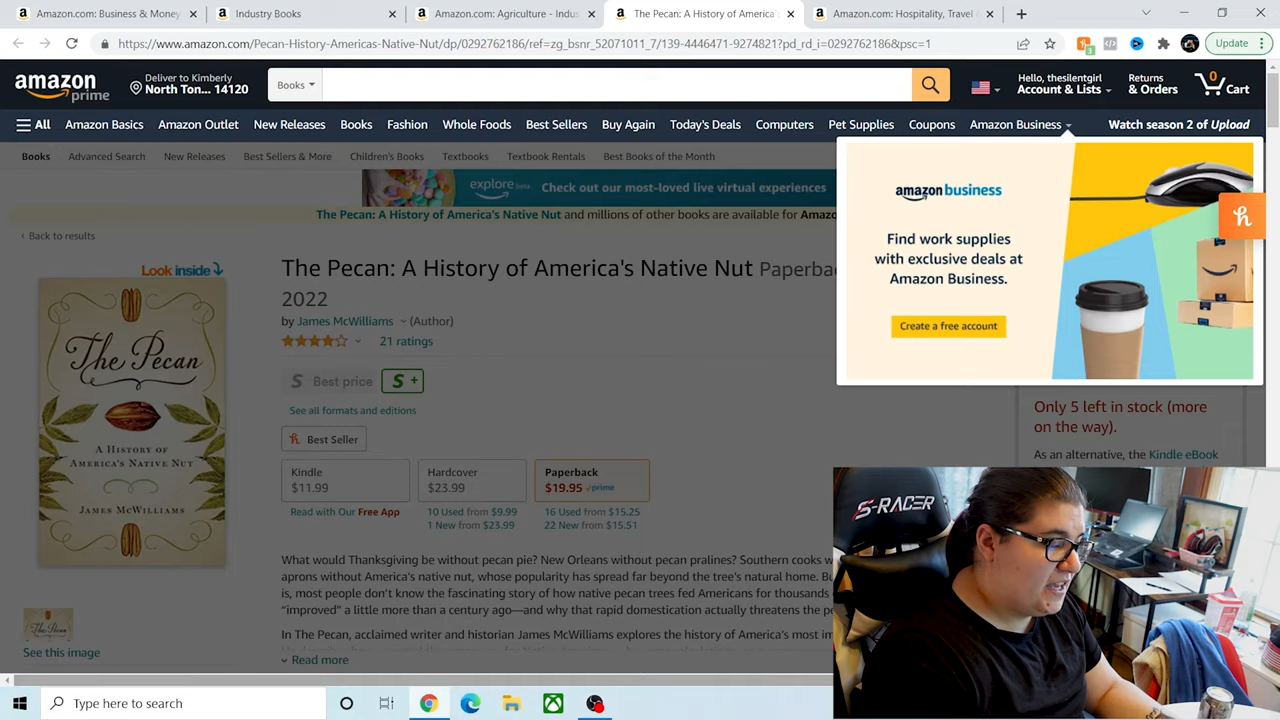 Amazon.com: Business & Money
Industry Books
Amazon.com: Agriculture - Indus
The Pecan: A History of America's
Amazon.com: Hospitality, Travel
https://www.amazon.com/Pecan-History-Americas-Native-Nut/dp/0292762186/ref=zg_bsnr_52071011_7/139-4446471-9274821?pd_rd_i=0292762186&psc=1
3
Update
amazon
prime
Deliver to Kimberly
North Ton... 14120
Books
Hello, thesilentgirl
Account & Lists
Returns
& Orders
0
Cart
All
Amazon Basics
Amazon Outlet
New Releases
Books
Fashion
Whole Foods
Best Sellers
Buy Again
Today's Deals
Computers
Pet Supplies
Coupons
Amazon Business
Watch season 2 of Upload
Books
Advanced Search
New Releases
Best Sellers & More
Children's Books
Textbooks
Textbook Rentals
Best Books of the Month
explore beta
Check out our most-loved live virtual experiences
The Pecan: A History of America's Native Nut and millions of other books are available for Amazo
‹ Back to results
Look inside
The Pecan: A History of America's Native Nut Paperba
2022
by James McWilliams (Author)
21 ratings
S Best price
S +
See all formats and editions
h Best Seller
Kindle
$11.99
Hardcover
$23.99
Paperback
$19.95 prime
Read with Our Free App
10 Used from $9.99
1 New from $23.99
16 Used from $15.25
22 New from $15.51
What would Thanksgiving be without pecan pie? New Orleans without pecan pralines? Southern cooks w
aprons without America's native nut, whose popularity has spread far beyond the tree's natural home. Bu
is, most people don't know the fascinating story of how native pecan trees fed Americans for thousands
"improved" a little more than a century ago—and why that rapid domestication actually threatens the pe
In The Pecan, acclaimed writer and historian James McWilliams explores the history of America's most im
Read more
The Pecan
A HISTORY
OF
AMERICA'S NATIVE NUT
JAMES McWILLIAMS
The Pecan
See this image
amazon business
Find work supplies
with exclusive deals at
Amazon Business.
Create a free account
h
Only 5 left in stock (more
on the way).
As an alternative, the Kindle eBook
S-RACER
Type here to search